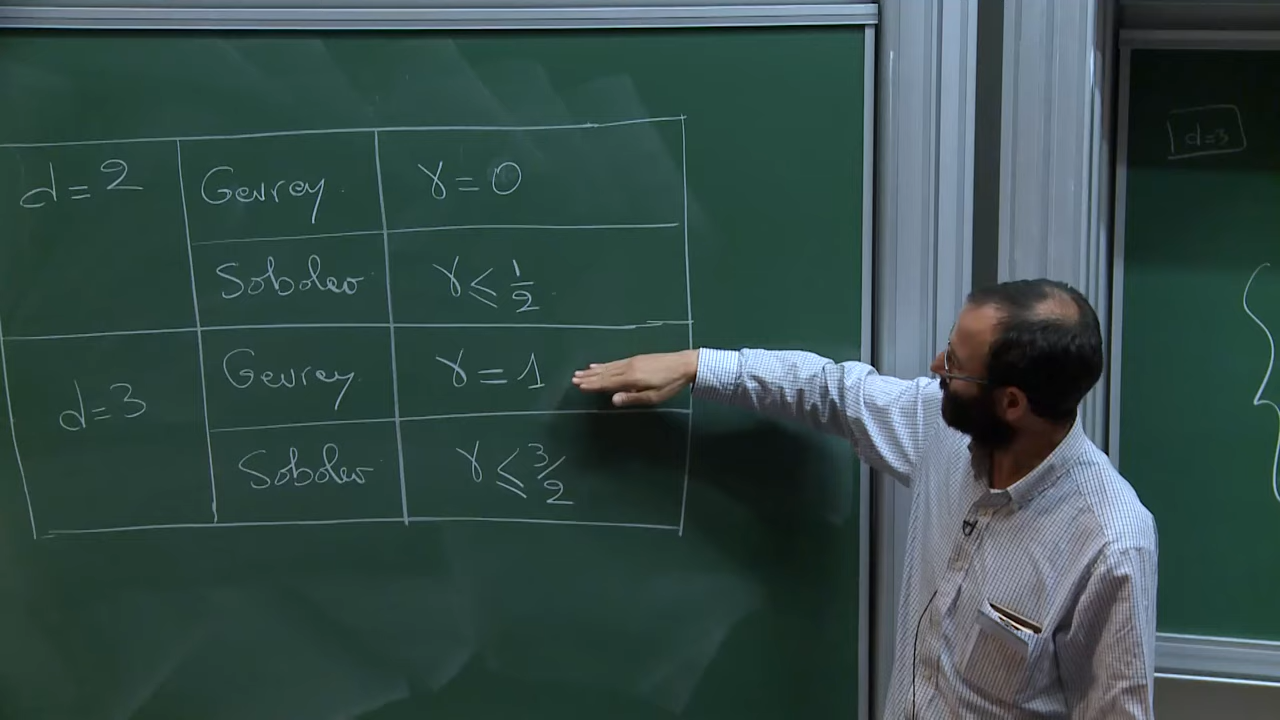 d=2 Gevrey γ=0
Sobolev γ≤1/2
d=3 Gevrey γ=1
Sobolev γ≤3/2
d=3